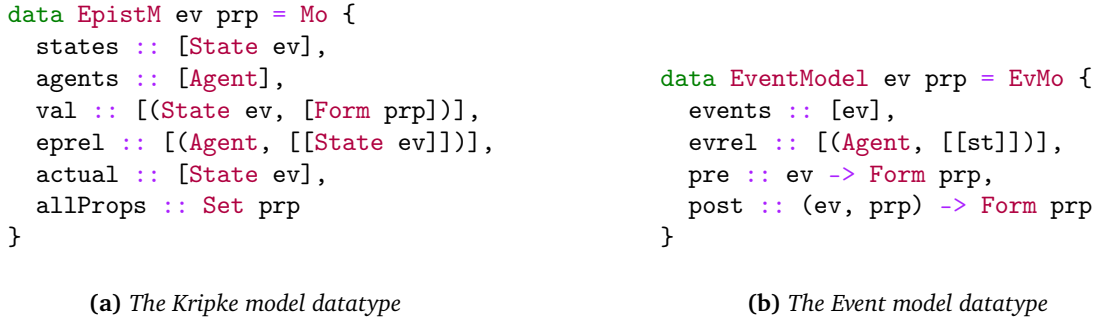 data EpistM ev prp = Mo {
  states :: [State ev],
  agents :: [Agent],
  val :: [(State ev, [Form prp])],
  eprel :: [(Agent, [[State ev]])],
  actual :: [State ev],
  allProps :: Set prp
}
(a) The Kripke model datatype
data EventModel ev prp = EvMo {
  events :: [ev],
  evrel :: [(Agent, [[st]])],
  pre :: ev -> Form prp,
  post :: (ev, prp) -> Form prp
}
(b) The Event model datatype